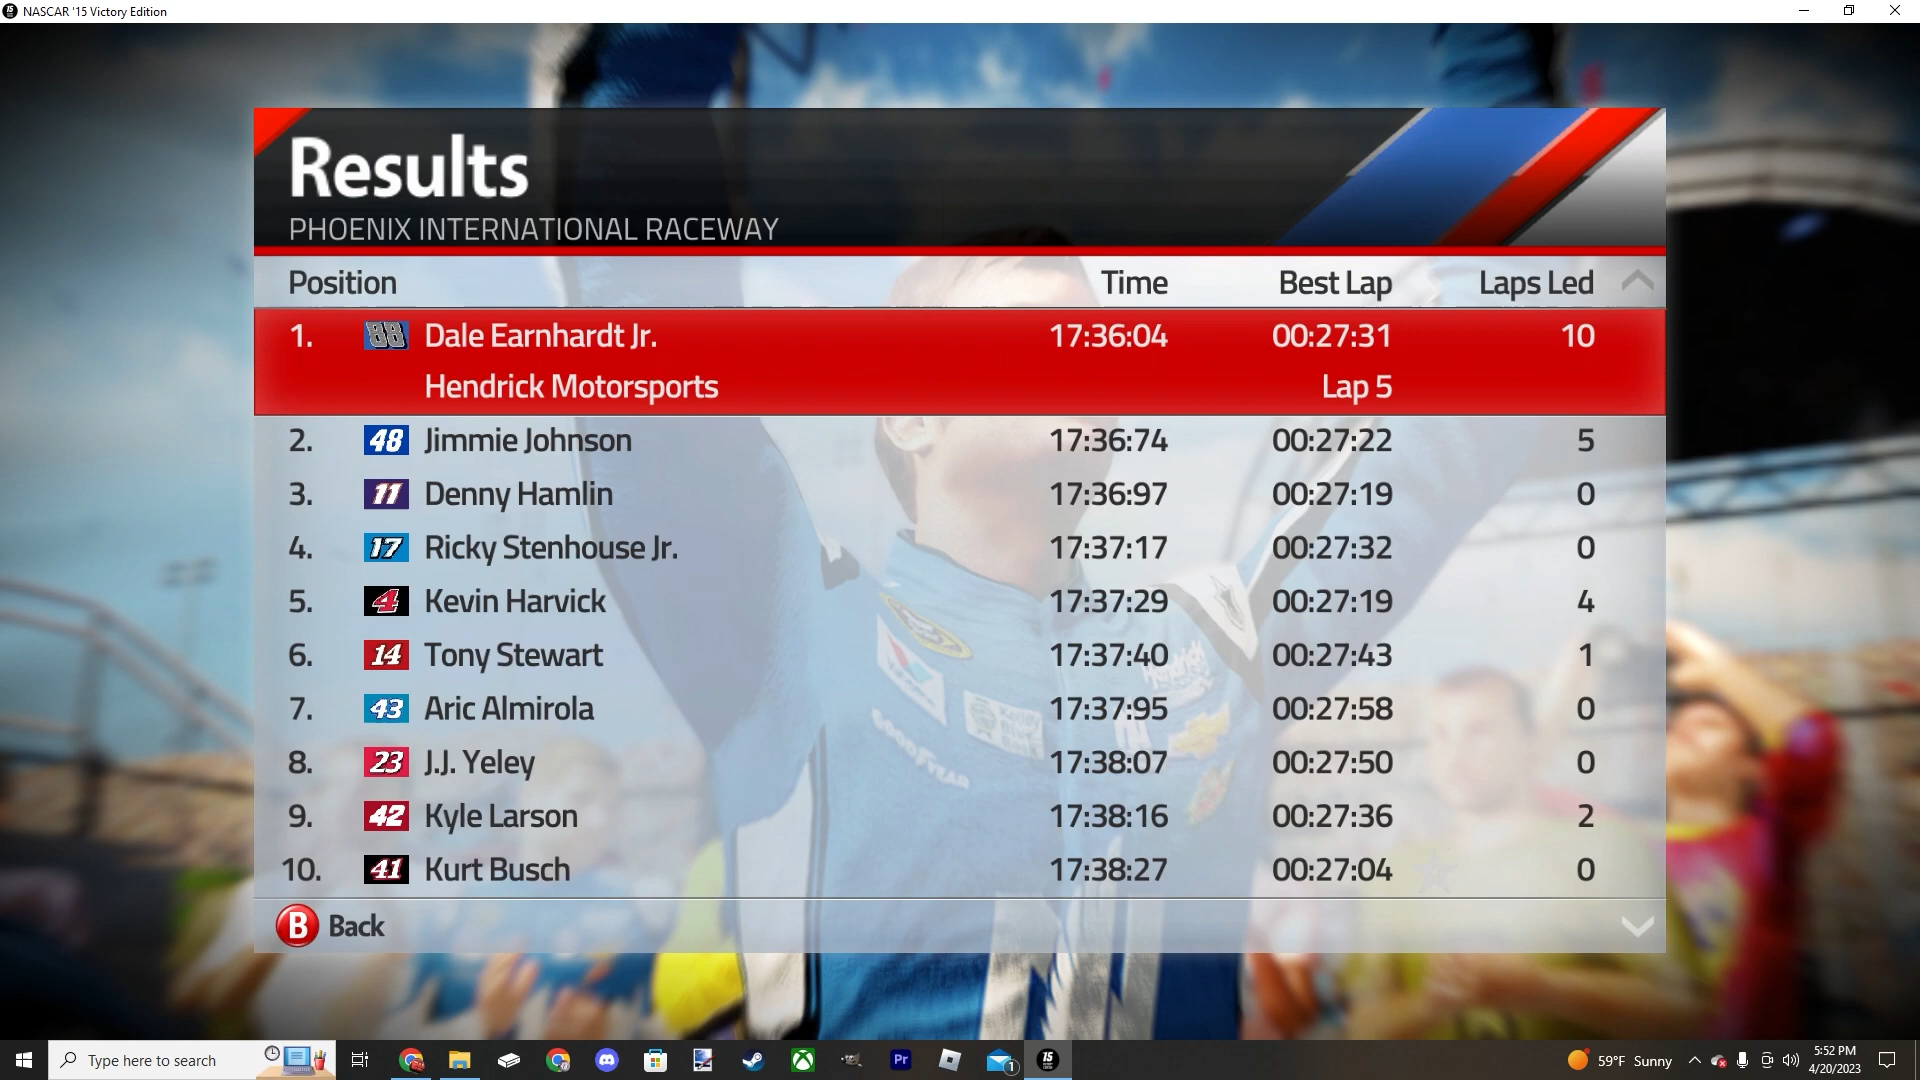 NASCAR '15 Victory Edition
Results
PHOENIX INTERNATIONAL RACEWAY
Position Time Best Lap Laps Led
1. 88 Dale Earnhardt Jr. 17:36:04 00:27:31 10
Hendrick Motorsports Lap 5
2. 48 Jimmie Johnson 17:36:74 00:27:22 5
3. 11 Denny Hamlin 17:36:97 00:27:19 0
4. 17 Ricky Stenhouse Jr. 17:37:17 00:27:32 0
5. 4 Kevin Harvick 17:37:29 00:27:19 4
6. 14 Tony Stewart 17:37:40 00:27:43 1
7. 43 Aric Almirola 17:37:95 00:27:58 0
8. 23 J.J. Yeley 17:38:07 00:27:50 0
9. 42 Kyle Larson 17:38:16 00:27:36 2
10. 41 Kurt Busch 17:38:27 00:27:04 0
GOODYEAR
Hendrick
B Back
Type here to search
Pr
1
15
59°F Sunny
5:52 PM
4/20/2023